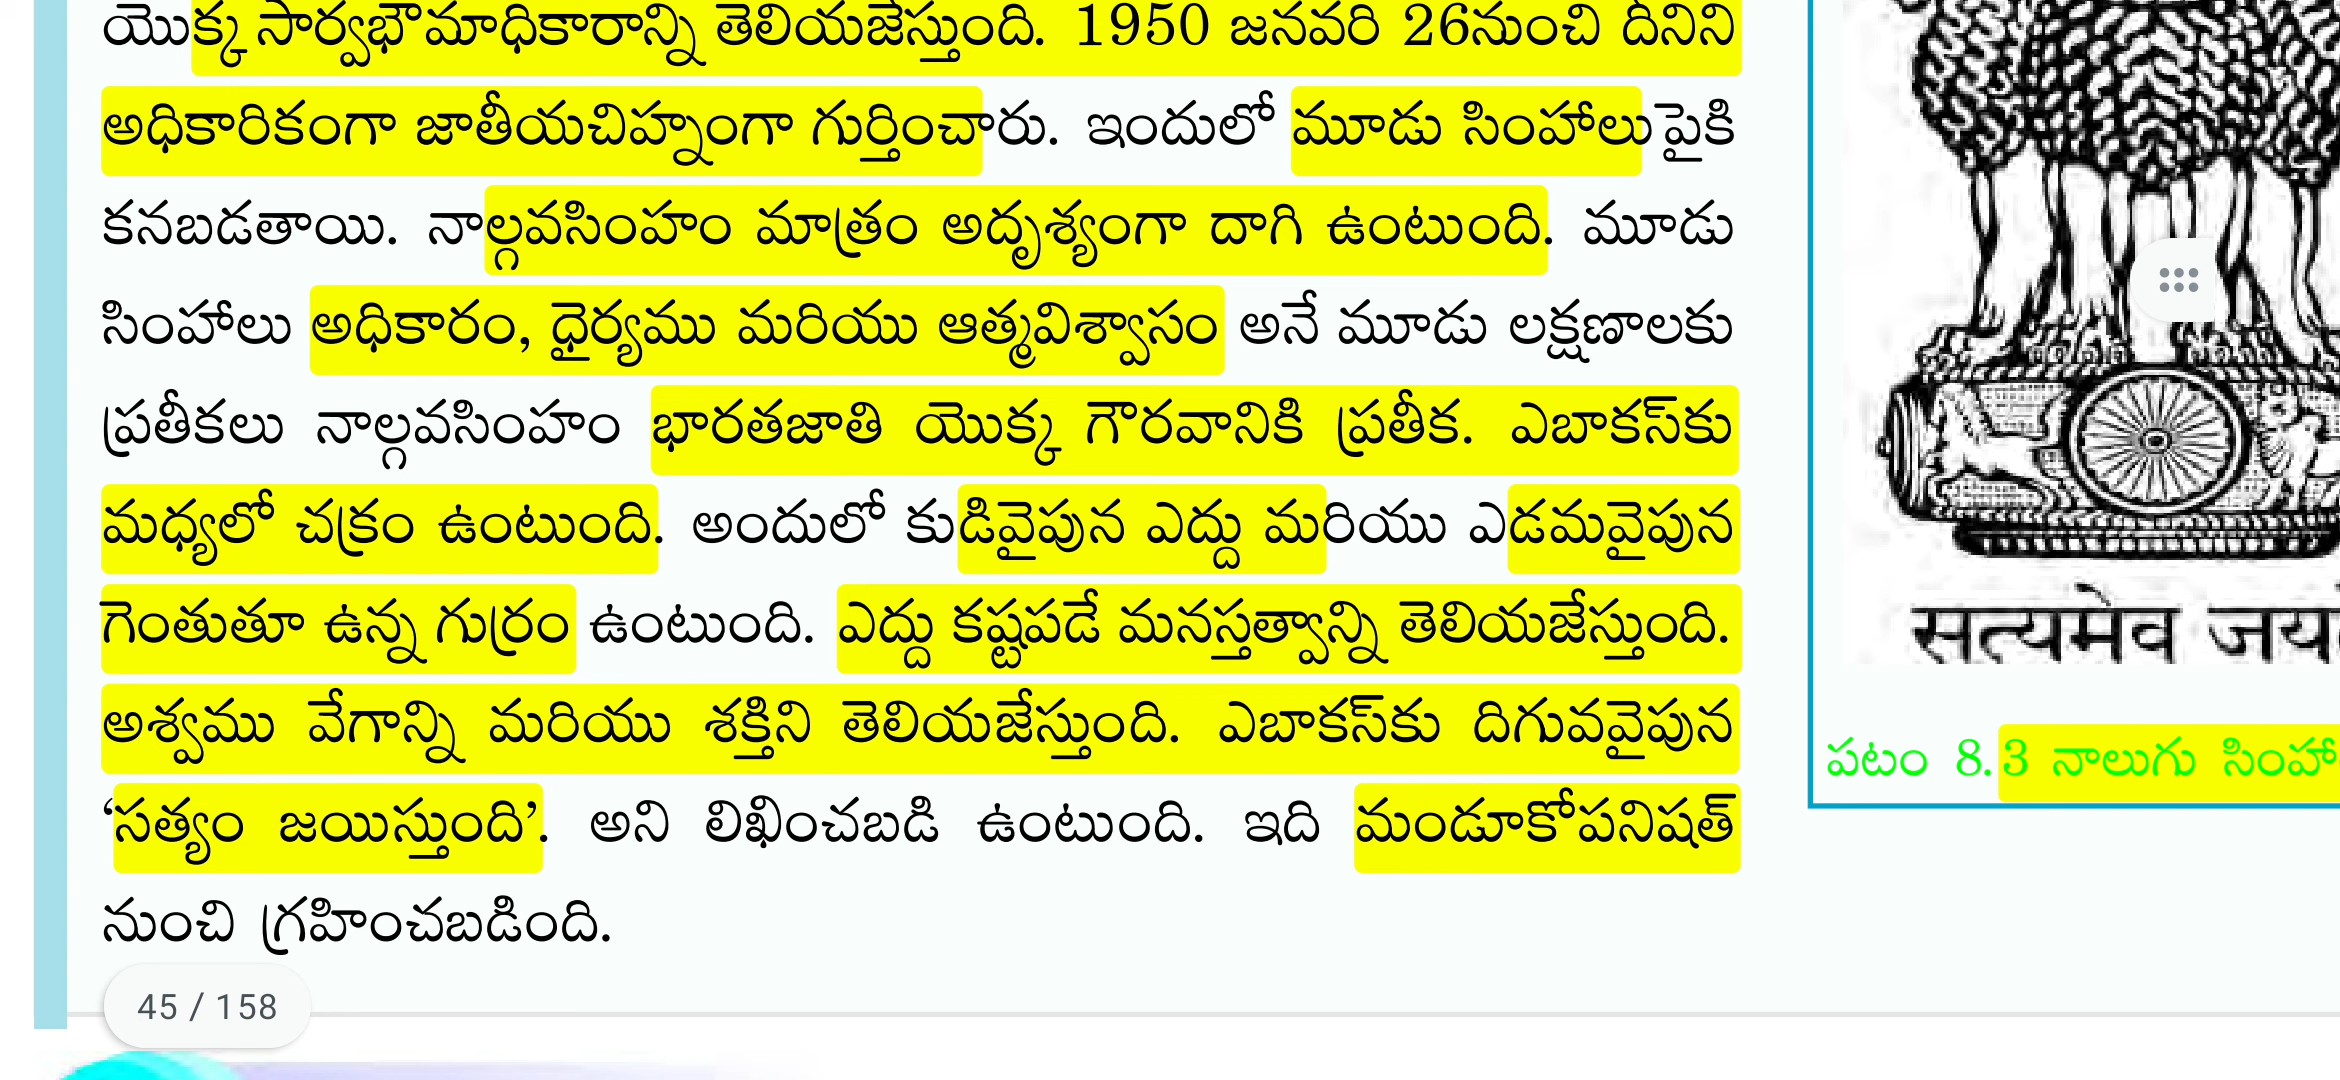 యొక్క సార్వభౌమాధికారాన్ని తెలియజేస్తుంది. 1950 జనవరి 26నుంచి దీనిని
అధికారికంగా జాతీయచిహ్నంగా గుర్తించారు. ఇందులో మూడు సింహాలు పైకి
కనబడతాయి. నాల్గవసింహం మాత్రం అదృశ్యంగా దాగి ఉంటుంది. మూడు
సింహాలు అధికారం, ధైర్యము మరియు ఆత్మవిశ్వాసం అనే మూడు లక్షణాలకు
ప్రతీకలు నాల్గవసింహం భారతజాతి యొక్క గౌరవానికి ప్రతీక. ఎబాకస్‌కు
మధ్యలో చక్రం ఉంటుంది. అందులో కుడివైపున ఎద్దు మరియు ఎడమవైపున
గెంతుతూ ఉన్న గుర్రం ఉంటుంది. ఎద్దు కష్టపడే మనస్తత్వాన్ని తెలియజేస్తుంది.
అశ్వము వేగాన్ని మరియు శక్తిని తెలియజేస్తుంది. ఎబాకస్‌కు దిగువవైపున
‘సత్యం జయిస్తుంది’. అని లిఖించబడి ఉంటుంది. ఇది మండూకోపనిషత్
నుంచి గ్రహించబడింది.
45 / 158
सत्यमेव जय
పటం 8.3 నాలుగు సింహా